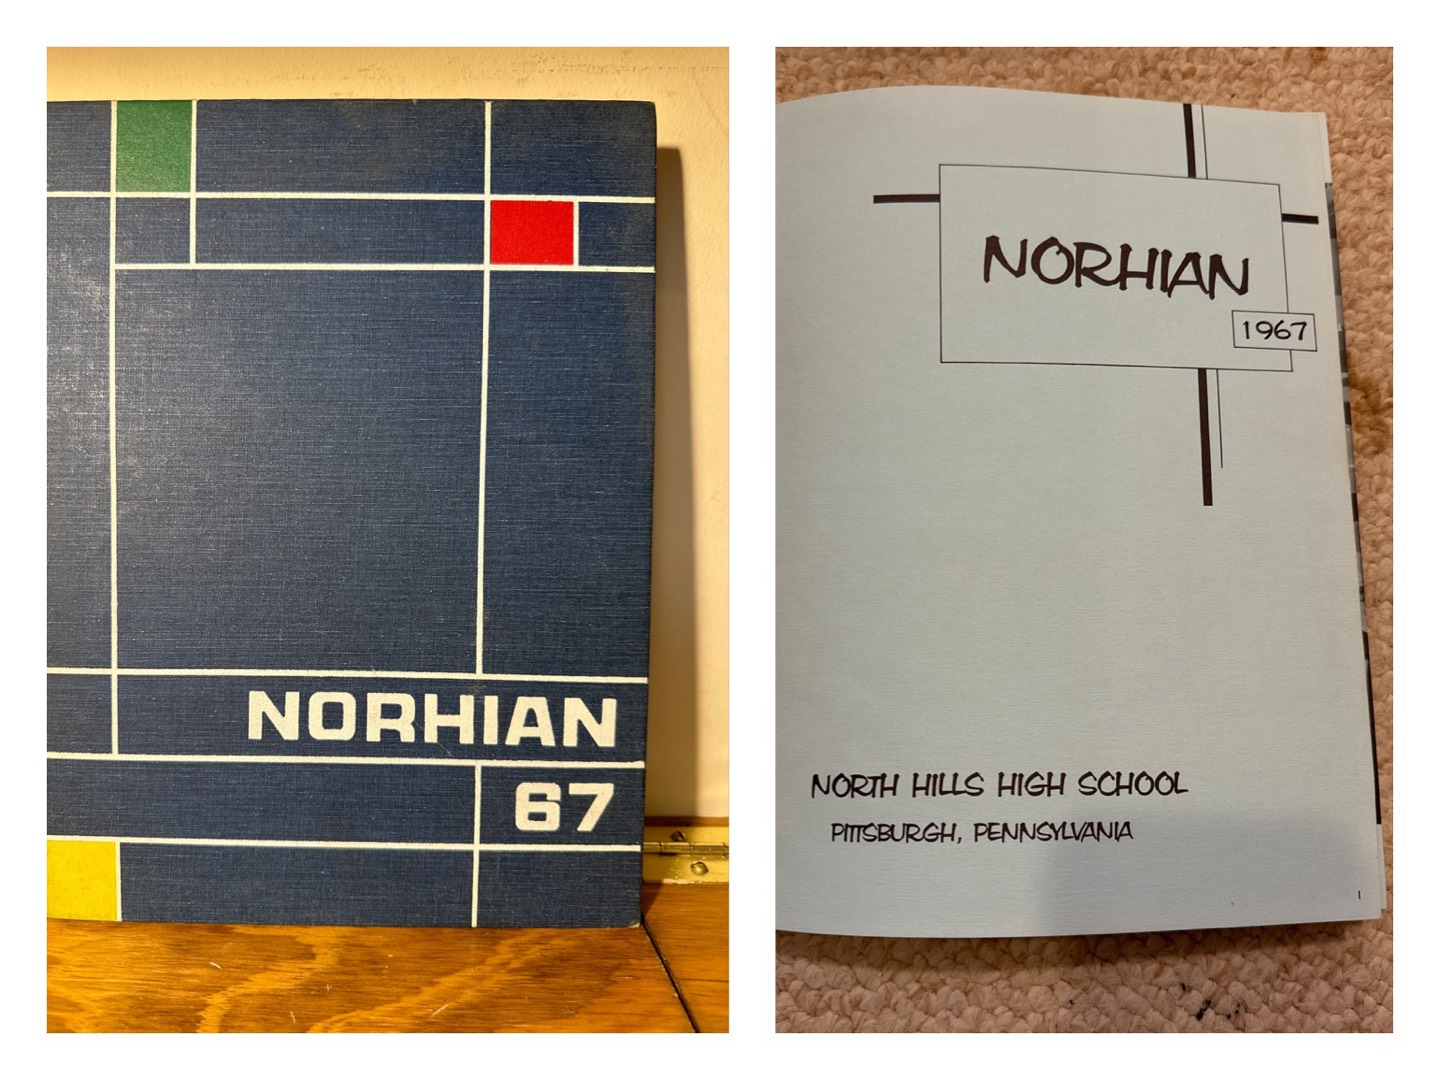 NORHIAN
67
NORHIAN
1967
NORTH HILLS HIGH SCHOOL
PITTSBURGH, PENNSYLVANIA
1